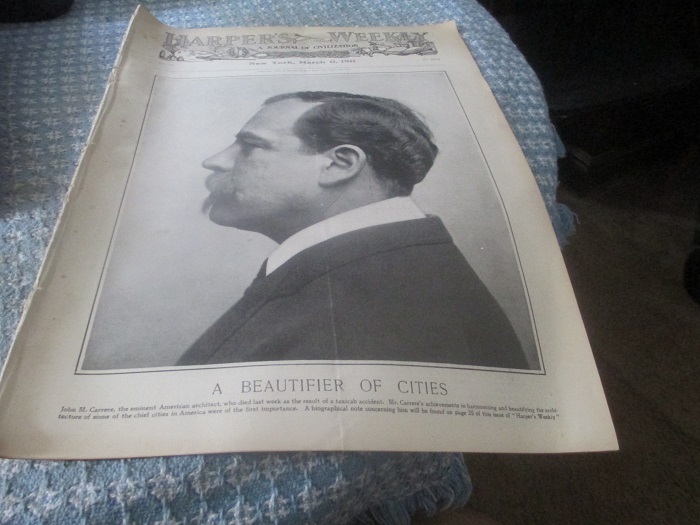 HARPER'S WEEKLY
A JOURNAL OF CIVILIZATION
New York, March 11, 1911
A BEAUTIFIER OF CITIES
John M. Carrere, the eminent American architect, who died last week as the result of a taxicab accident. Mr. Carrere's achievements in harmonizing and beautifying the archi-
tecture of some of the chief cities in America were of the first importance. A biographical note concerning him will be found on page 35 of this issue of "Harper's Weekly"